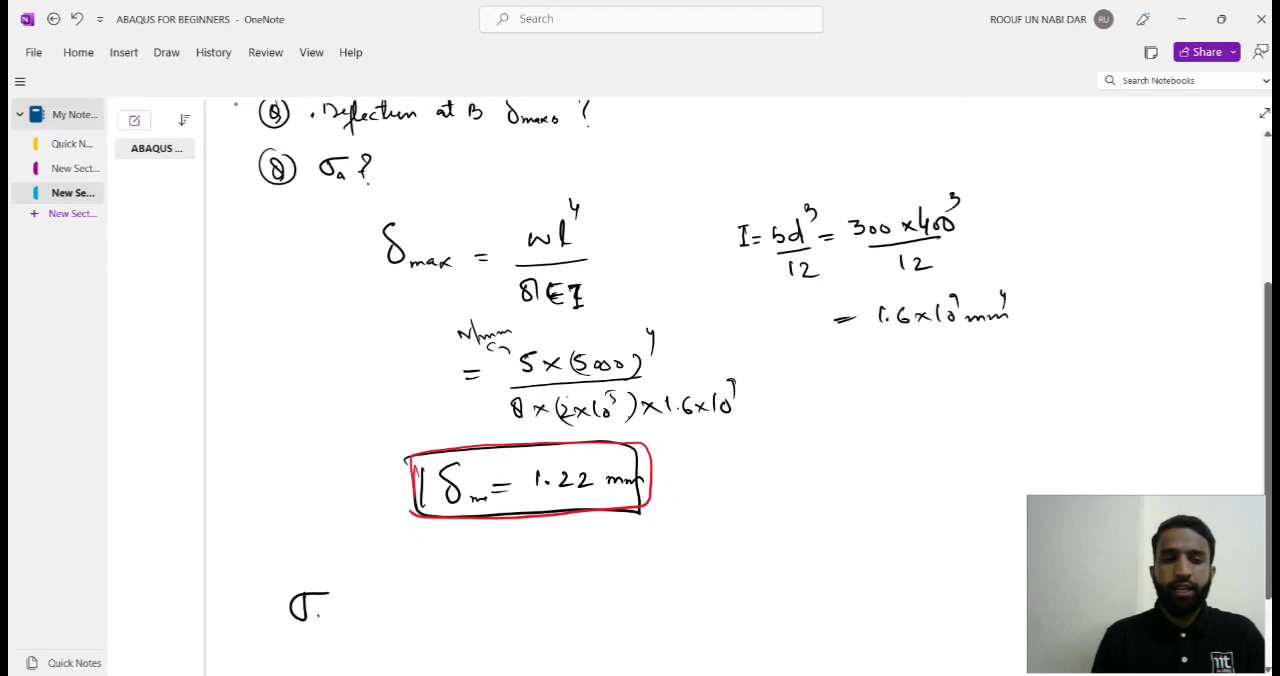 ABAQUS FOR BEGINNERS - OneNote
Search
ROOUF UN NABI DAR RU
File Home Insert Draw History Review View Help
Share
Search Notebooks
My Note...
Quick N...
New Sect...
New Se...
New Sect...
ABAQUS ...
Q . Deflection at B δmax ?
Q σa ?
δmax = wl⁴ / 8EI
I = bd³/12 = 300 × 400³ / 12
= 1.6 × 10⁹ mm⁴
N/mm
= 5 × (5000)⁴ / 8 × (2×10⁵) × 1.6 × 10⁹
δm = 1.22 mm
σ
Quick Notes